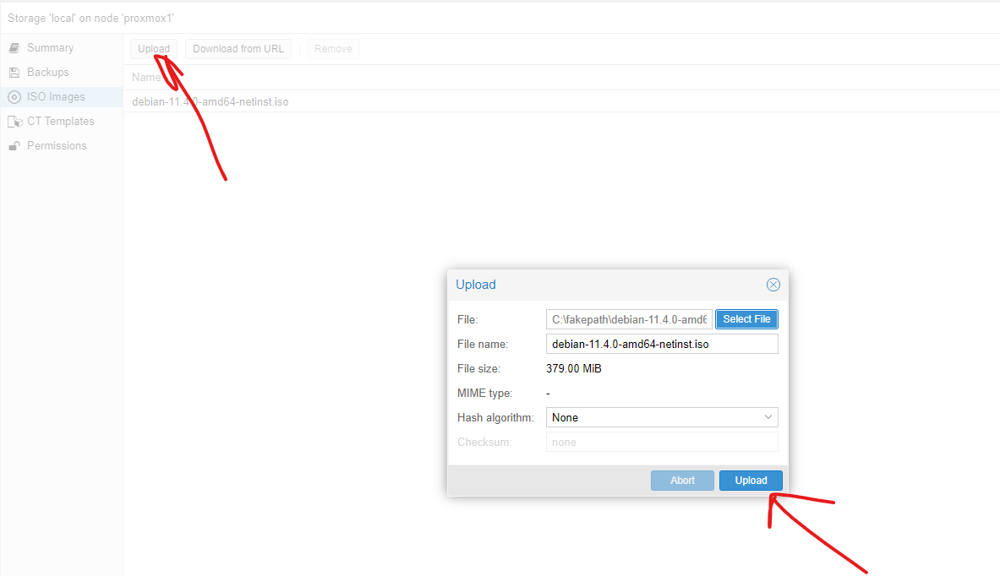 Storage 'local' on node 'proxmox1'
Summary
Backups
ISO Images
CT Templates
Permissions
Upload Download from URL Remove
Name
debian-11.4.0-amd64-netinst.iso
Upload
File: C:\fakepath\debian-11.4.0-amd6 Select File
File name: debian-11.4.0-amd64-netinst.iso
File size: 379.00 MiB
MIME type: -
Hash algorithm: None
Checksum: none
Abort Upload